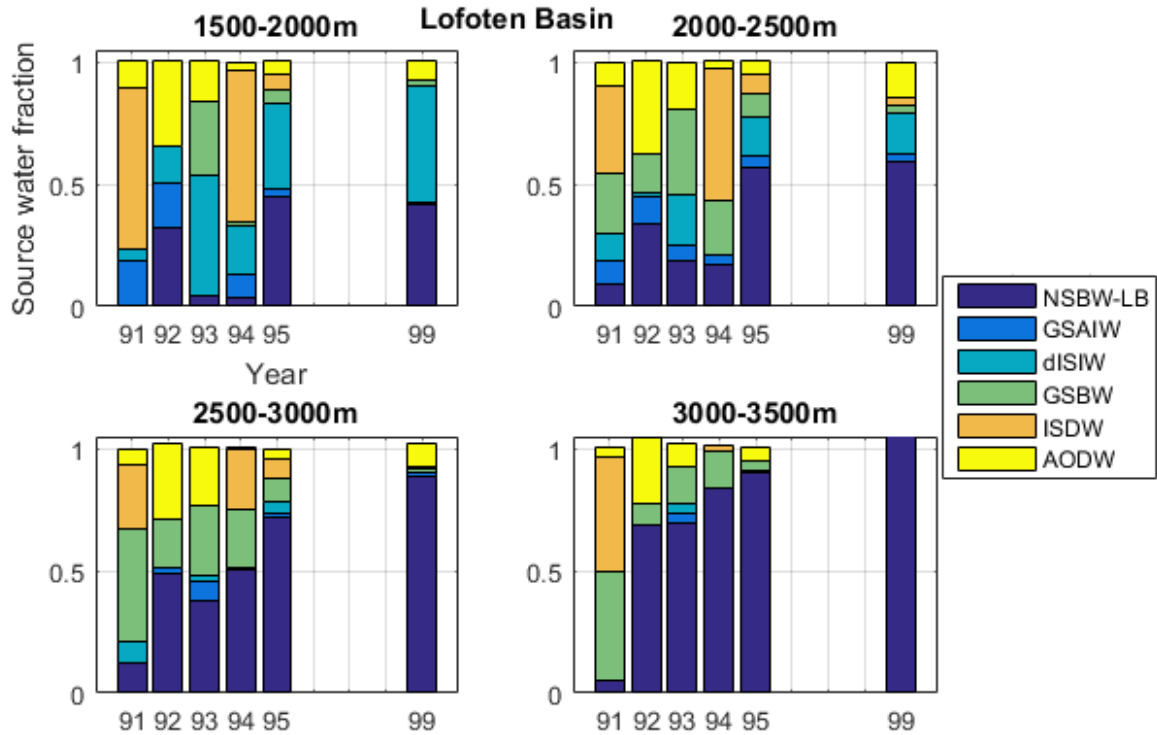 Lofoten Basin
1500-2000m
2000-2500m
Source water fraction
1
0.5
0
91 92 93 94 95 99
Year
1
0.5
0
91 92 93 94 95 99
NSBW-LB
GSAIW
dISIW
GSBW
ISDW
AODW
2500-3000m
3000-3500m
1
0.5
0
91 92 93 94 95 99
1
0.5
0
91 92 93 94 95 99